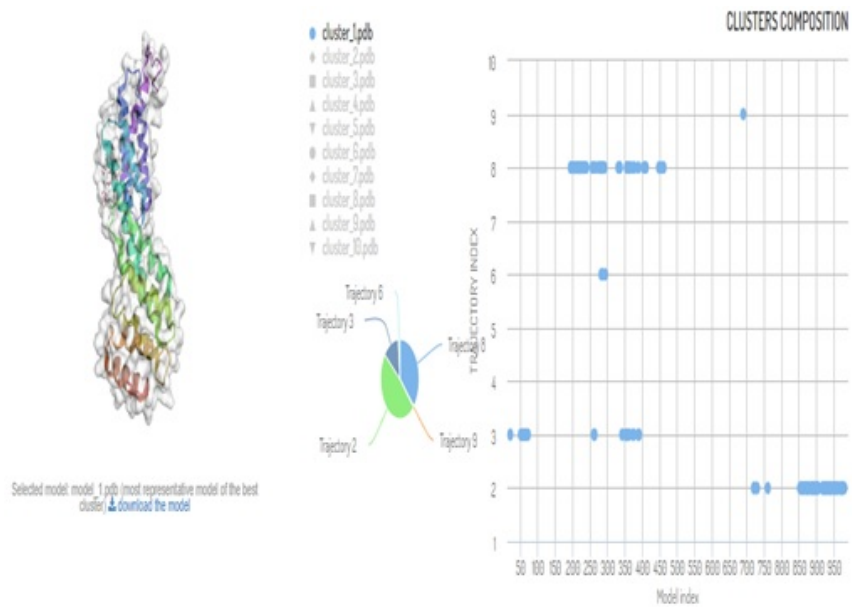 CLUSTERS COMPOSITION
cluster_1.pdb
cluster_2.pdb
cluster_3.pdb
cluster_4.pdb
cluster_5.pdb
cluster_6.pdb
cluster_7.pdb
cluster_8.pdb
cluster_9.pdb
cluster_10.pdb
Trajectory 6
Trajectory 3
Trajectory 8
Trajectory 2
Trajectory 9
Selected model: model_1.pdb (most representative model of the best
cluster) download the model
TRAJECTORY INDEX
10
9
8
7
6
5
4
3
2
1
50 100 150 200 250 300 350 400 450 500 550 600 650 700 750 800 850 900 950
Model index